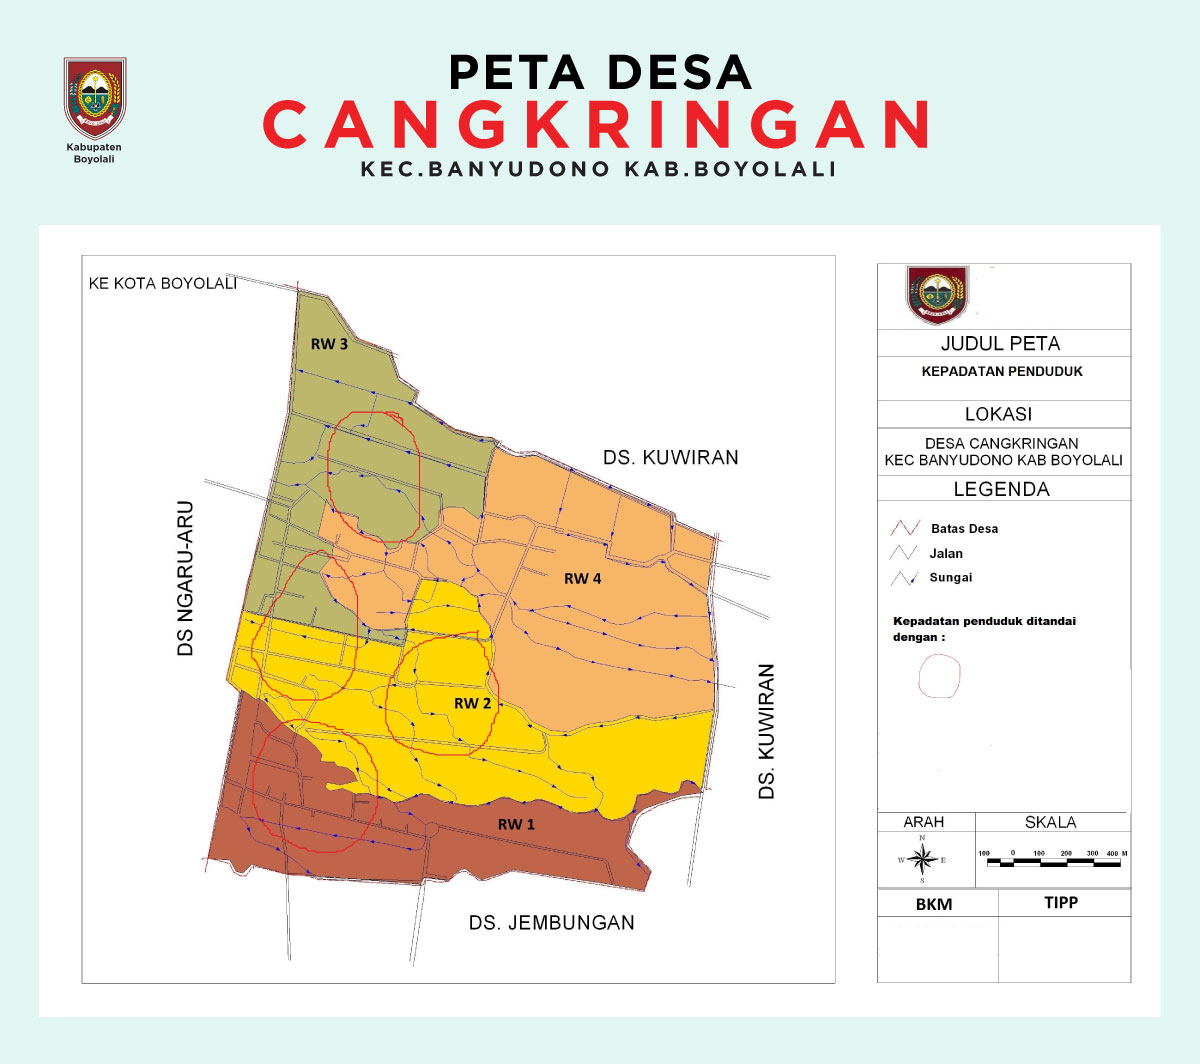 PETA DESA
CANGKRINGAN
KEC.BANYUDONO KAB.BOYOLALI
Kabupaten
Boyolali
KE KOTA BOYOLALI
RW 3
DS. KUWIRAN
DS NGARU-ARU
RW 4
RW 2
DS. KUWIRAN
RW 1
DS. JEMBUNGAN
JUDUL PETA
KEPADATAN PENDUDUK
LOKASI
DESA CANGKRINGAN
KEC BANYUDONO KAB BOYOLALI
LEGENDA
Batas Desa
Jalan
Sungai
Kepadatan penduduk ditandai
dengan :
ARAH
N
W E
S
SKALA
100 0 100 200 300 400 M
BKM
TIPP